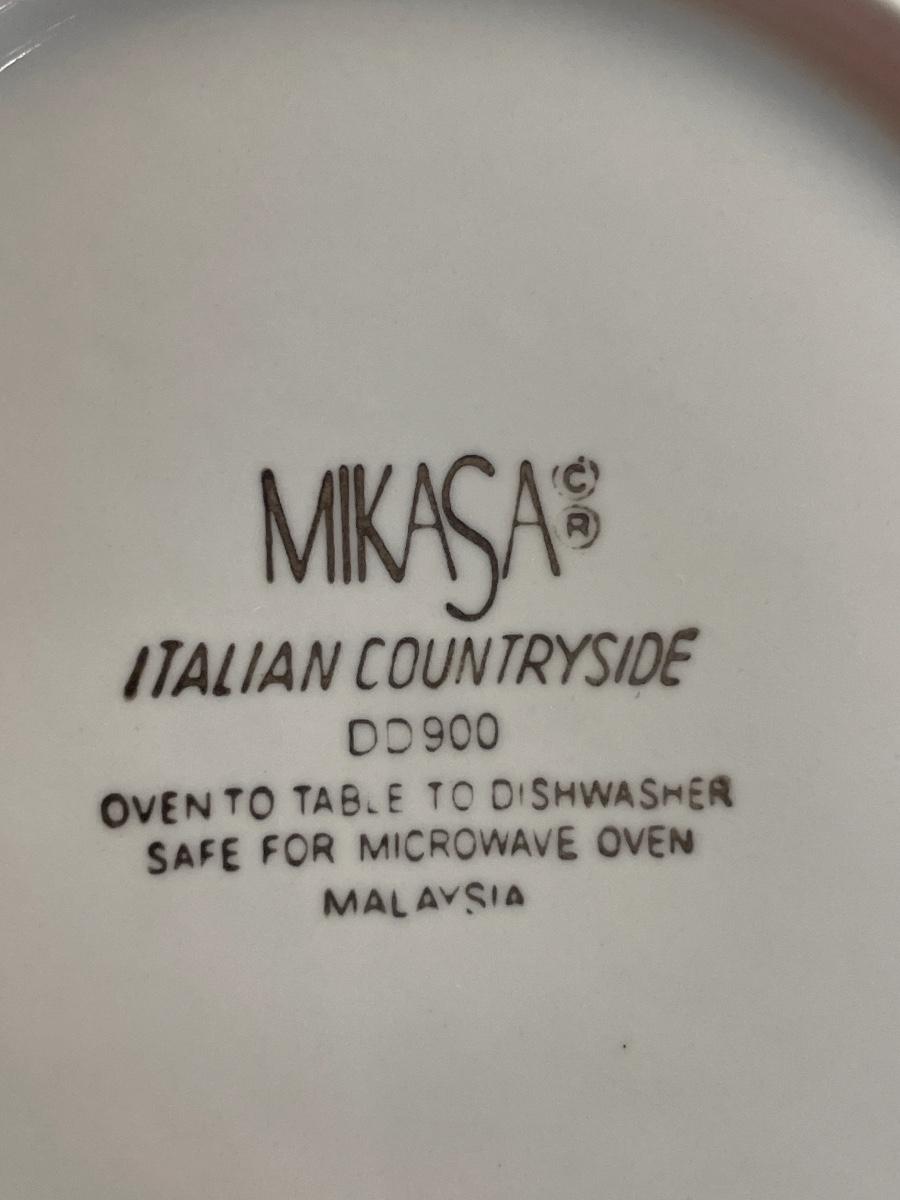 MIKASA © ®
ITALIAN COUNTRYSIDE
DD900
OVEN TO TABLE TO DISHWASHER
SAFE FOR MICROWAVE OVEN
MALAYSIA